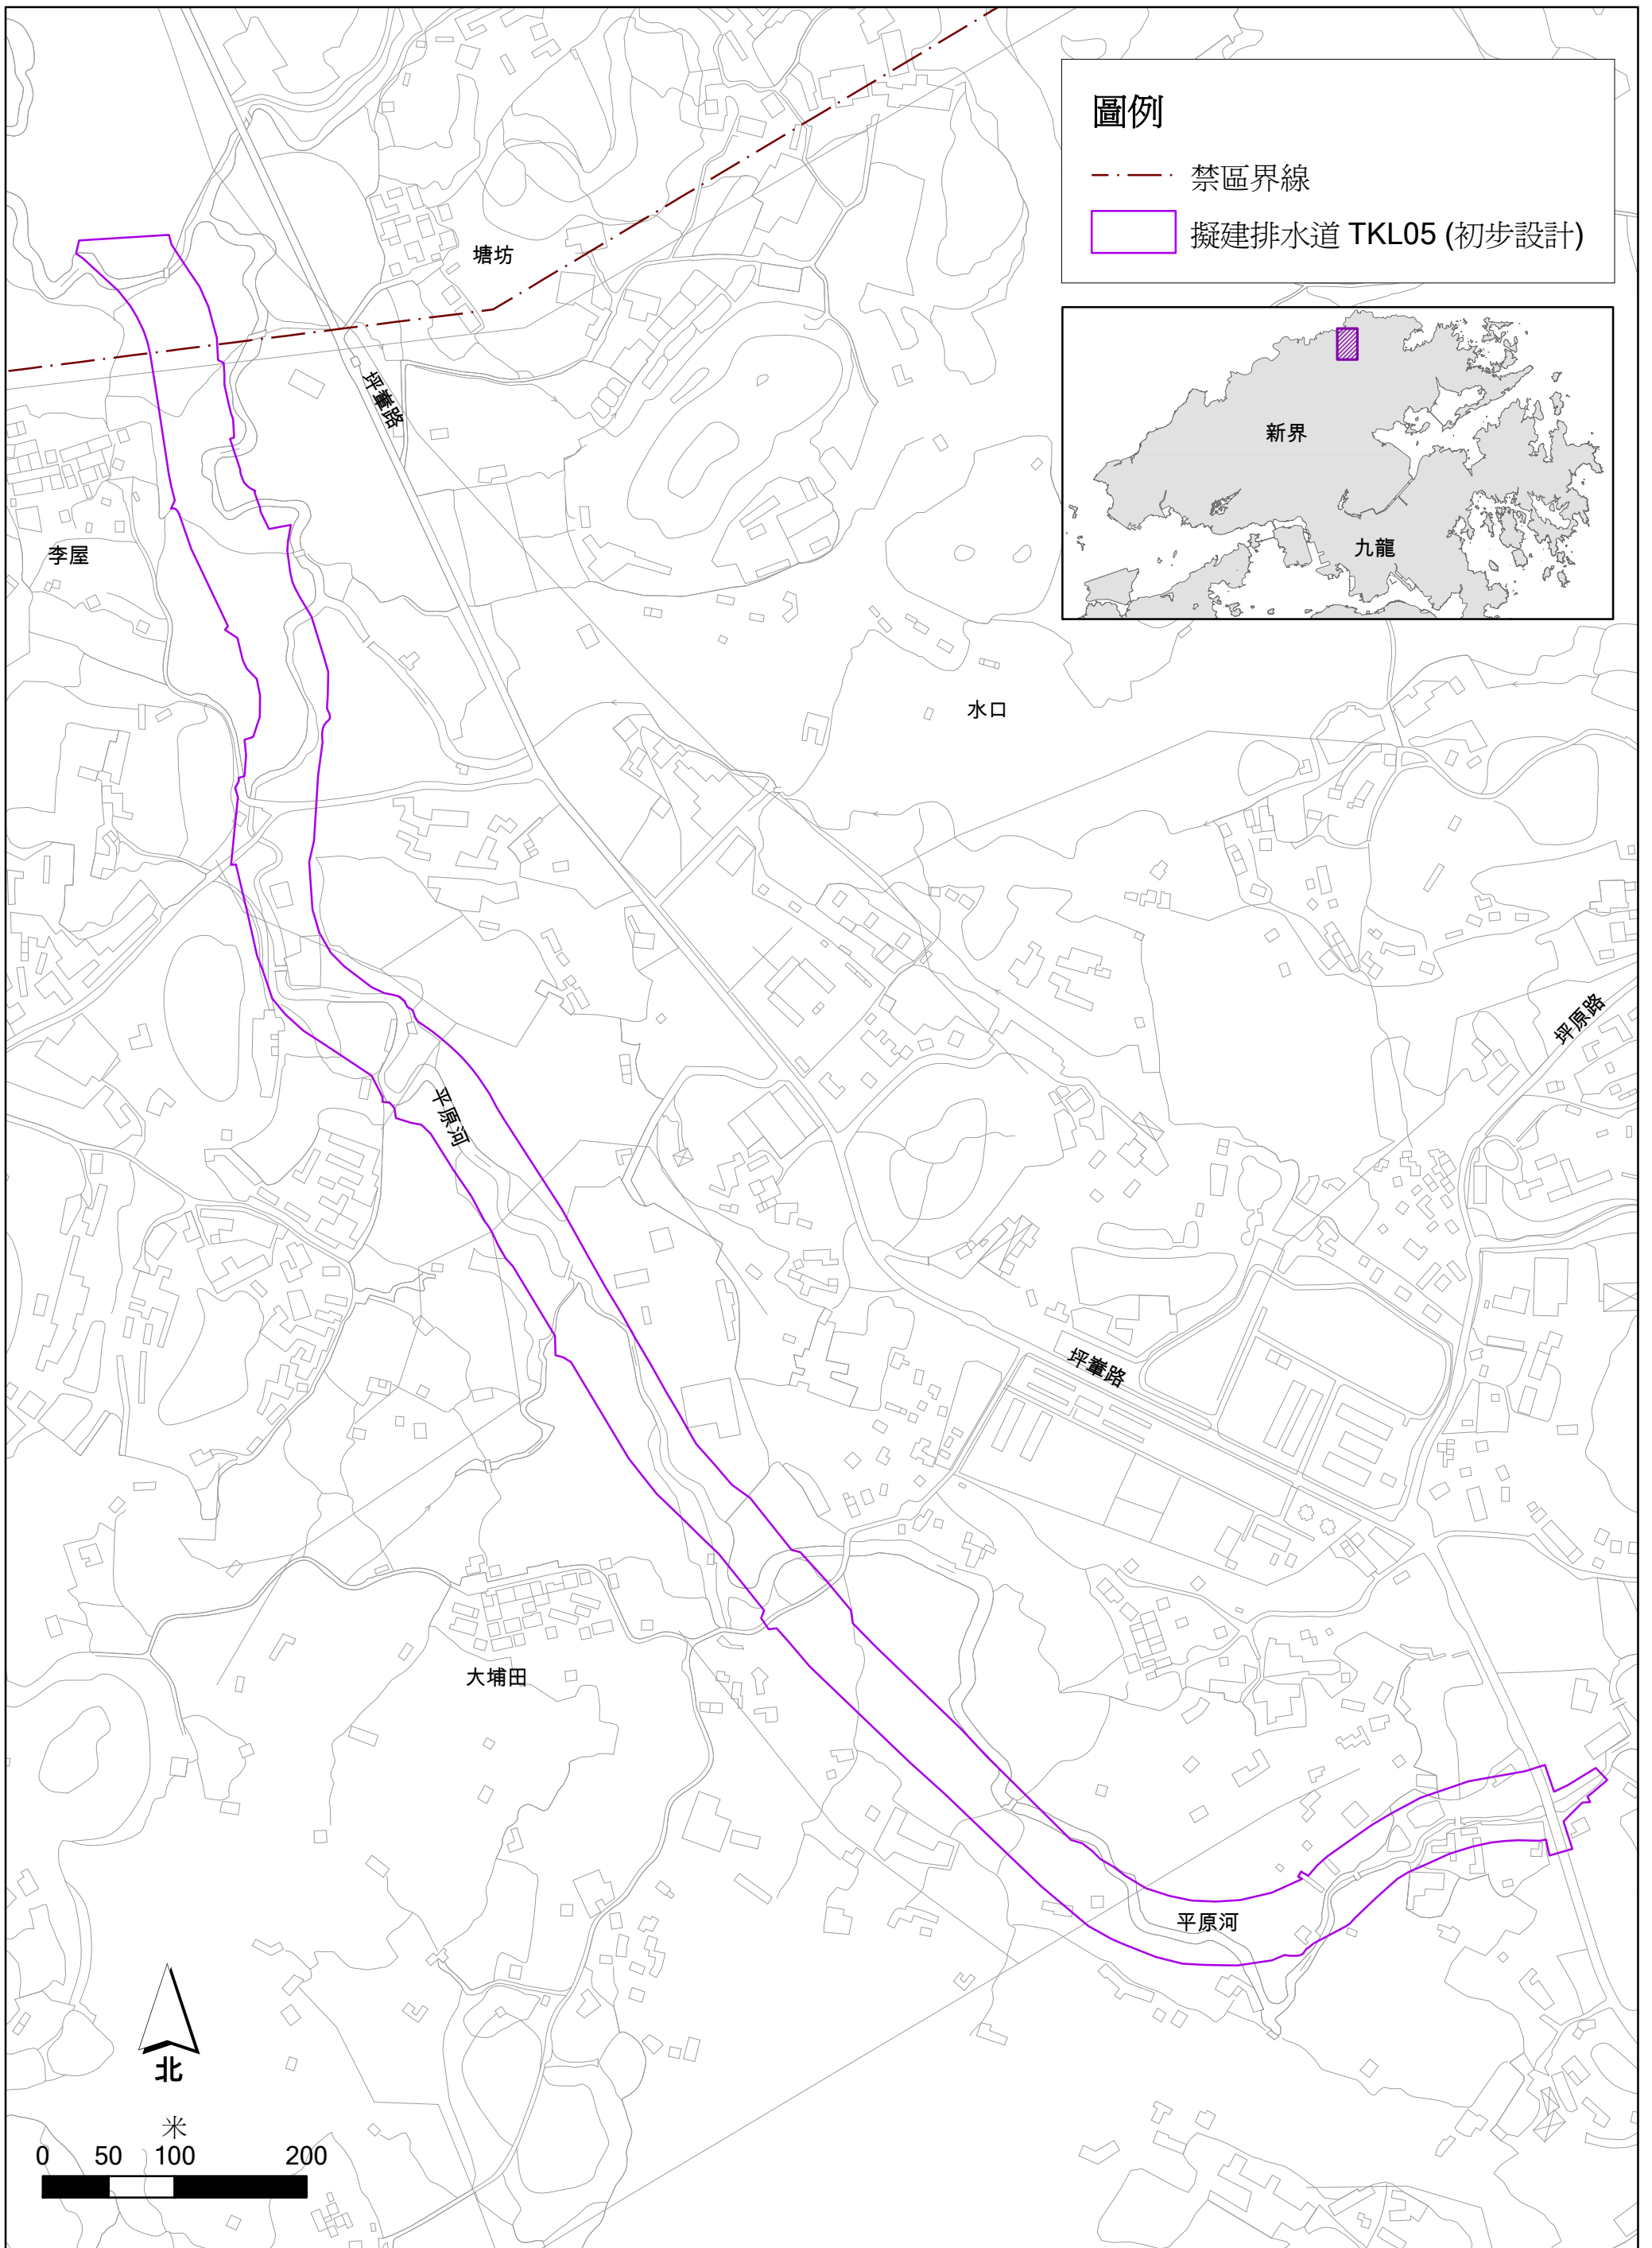 圖例
禁區界線
擬建排水道 TKL05 (初步設計)
新界
九龍
塘坊
坪輋路
李屋
水口
坪原路
平原河
坪輋路
大埔田
平原河
北
米
0 50 100 200